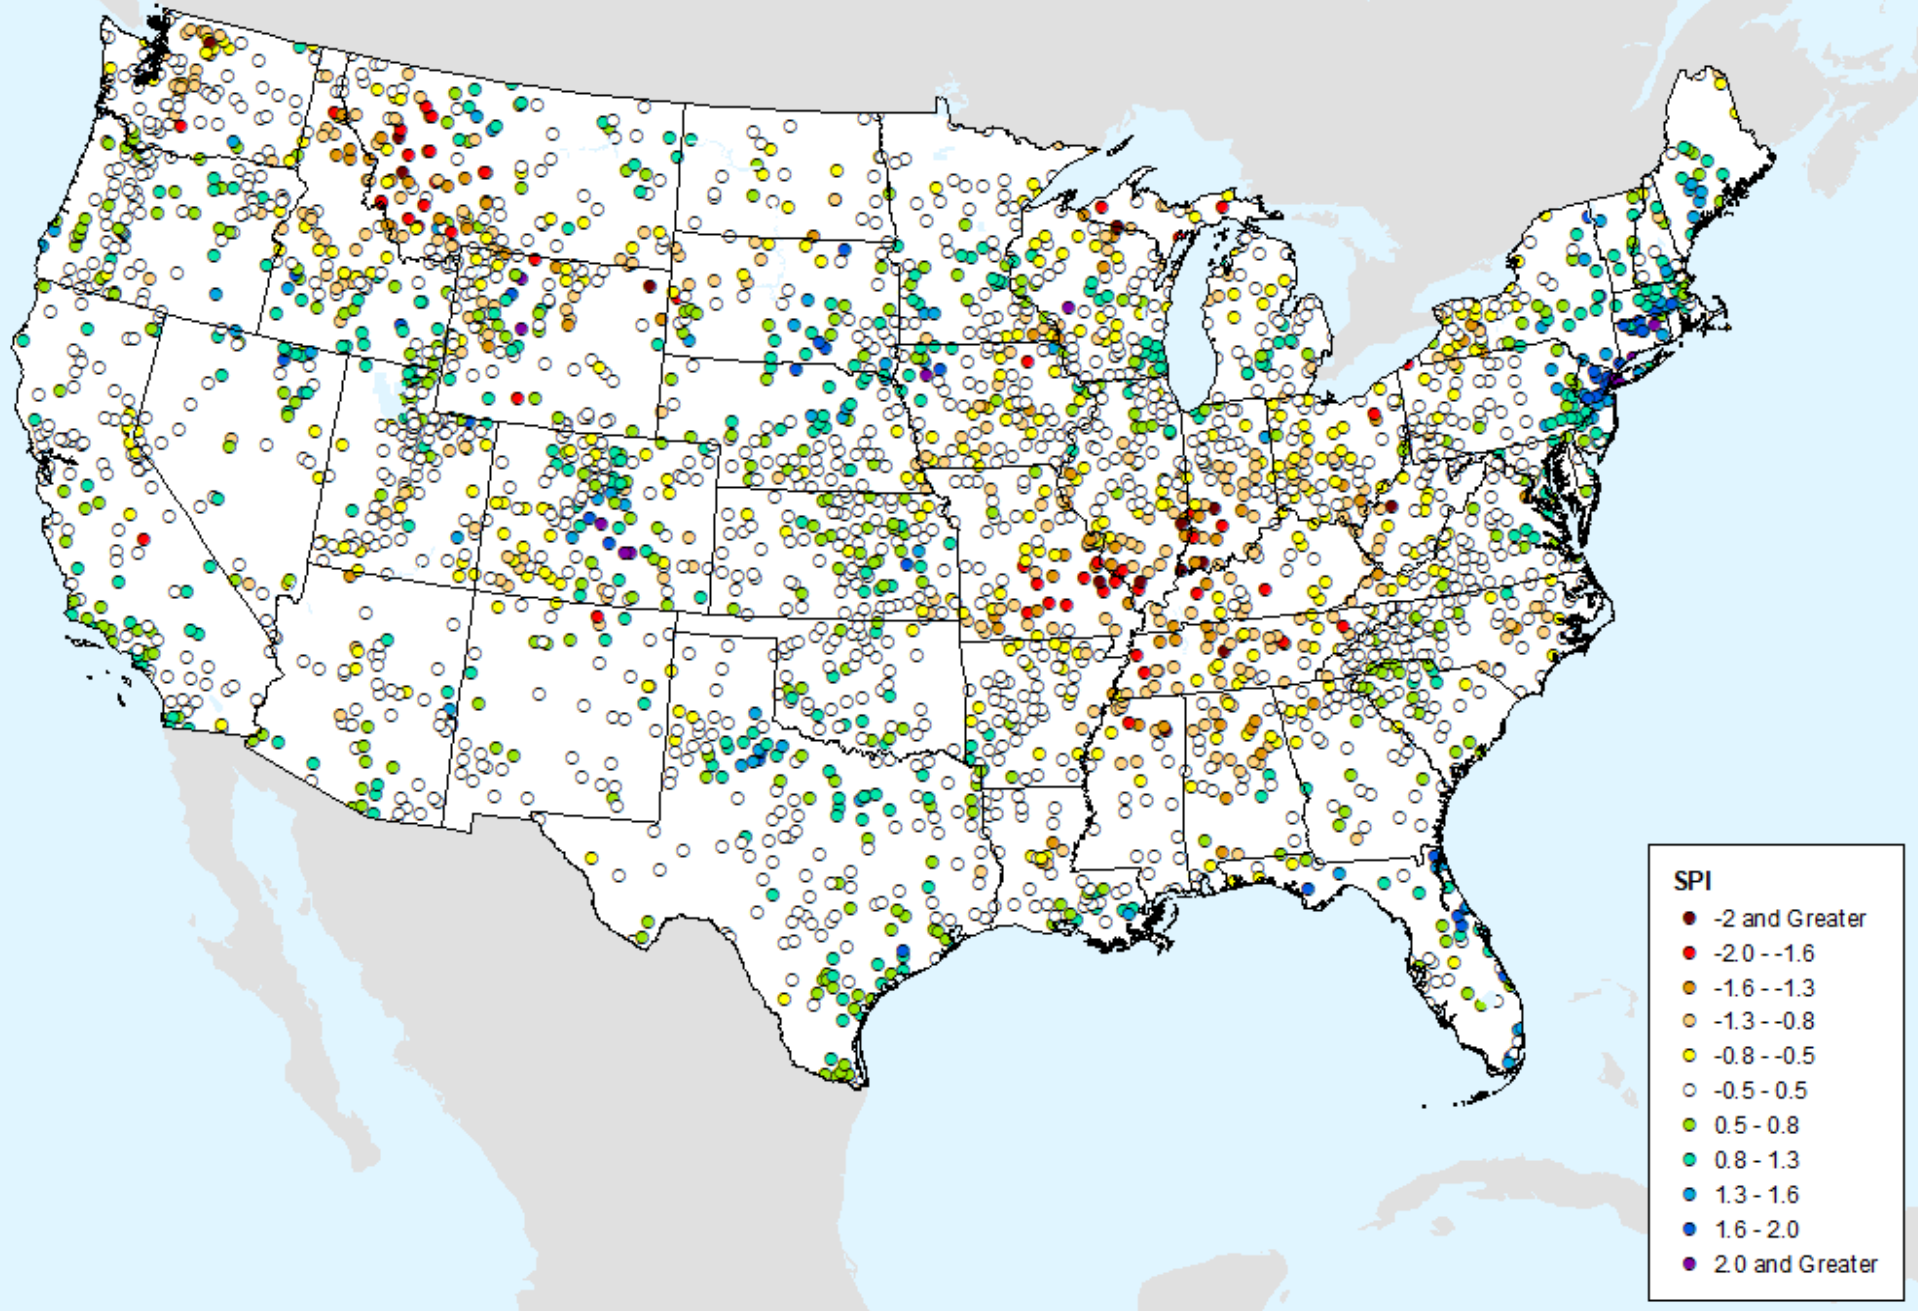 SPI
-2 and Greater
-2.0 - -1.6
-1.6 - -1.3
-1.3 - -0.8
-0.8 - -0.5
-0.5 - 0.5
0.5 - 0.8
0.8 - 1.3
1.3 - 1.6
1.6 - 2.0
2.0 and Greater